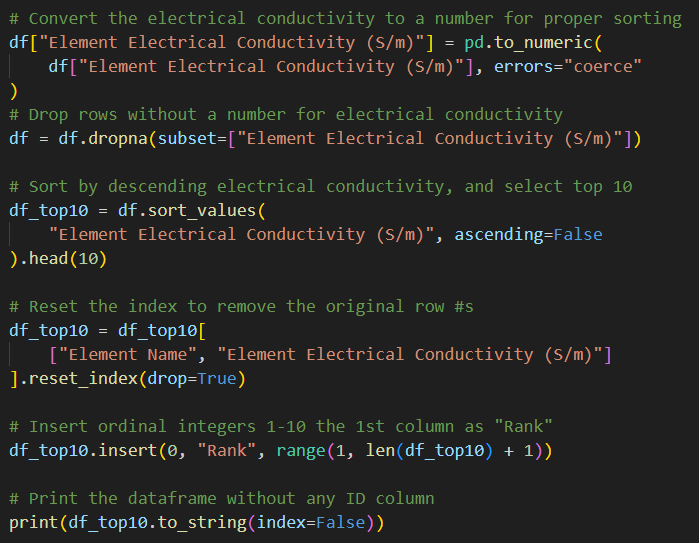 # Convert the electrical conductivity to a number for proper sorting
df["Element Electrical Conductivity (S/m)"] = pd.to_numeric(
    df["Element Electrical Conductivity (S/m)"], errors="coerce"
)
# Drop rows without a number for electrical conductivity
df = df.dropna(subset=["Element Electrical Conductivity (S/m)"])

# Sort by descending electrical conductivity, and select top 10
df_top10 = df.sort_values(
    "Element Electrical Conductivity (S/m)", ascending=False
).head(10)

# Reset the index to remove the original row #s
df_top10 = df_top10[
    ["Element Name", "Element Electrical Conductivity (S/m)"]
].reset_index(drop=True)

# Insert ordinal integers 1-10 the 1st column as "Rank"
df_top10.insert(0, "Rank", range(1, len(df_top10) + 1))

# Print the dataframe without any ID column
print(df_top10.to_string(index=False))